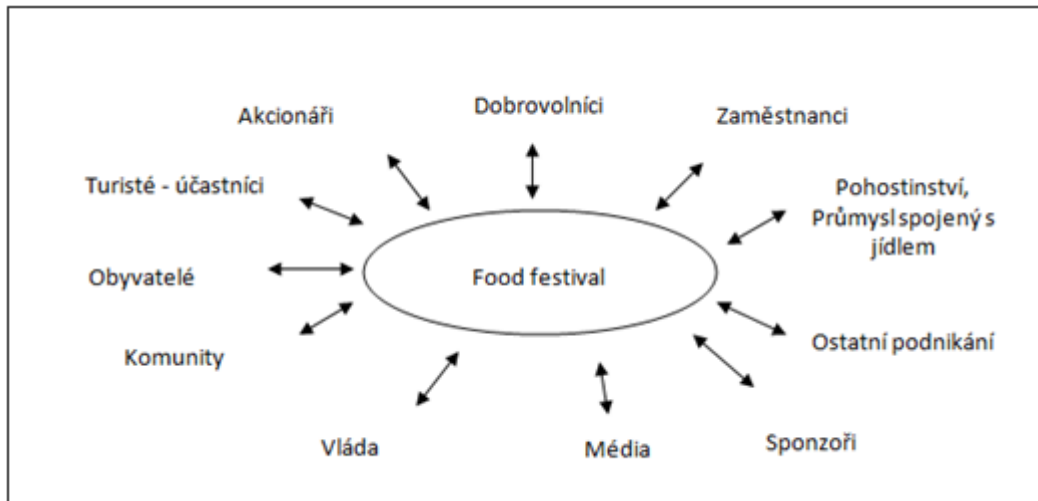 Dobrovolníci
Akcionáři
Zaměstnanci
Turisté - účastníci
Pohostinství,
Průmysl spojený s
jídlem
Obyvatelé
Food festival
Ostatní podnikání
Komunity
Vláda
Média
Sponzoři